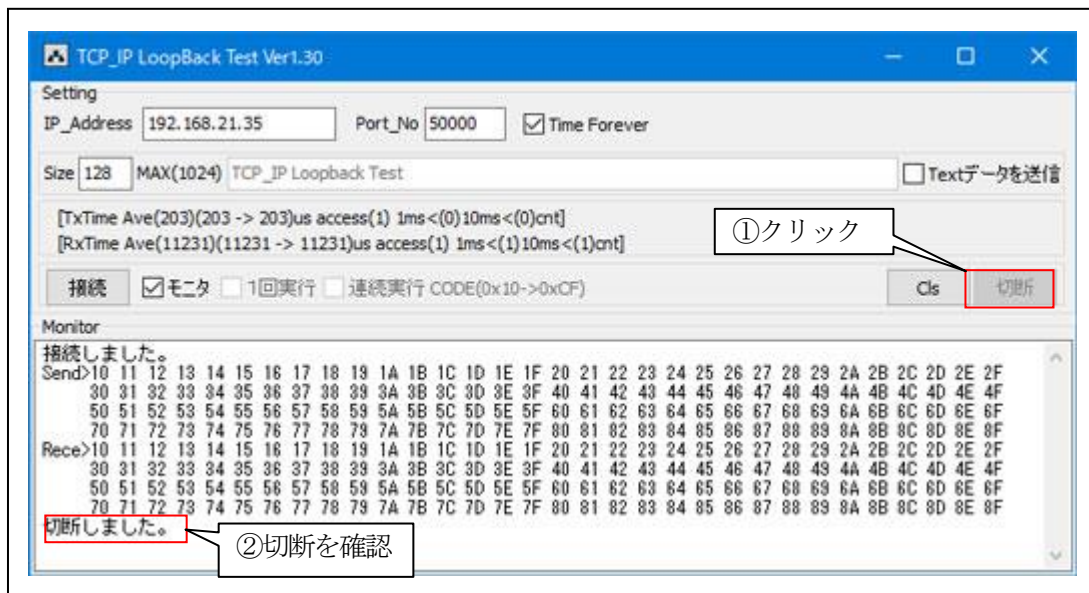 TCP_IP LoopBack Test Ver1.30
Setting
IP_Address 192.168.21.35 Port_No 50000 Time Forever
Size 128 MAX(1024) TCP_IP Loopback Test Textデータを送信
[TxTime Ave(203)(203 -> 203)us access(1) 1ms<(0)10ms<(0)cnt]
[RxTime Ave(11231)(11231 -> 11231)us access(1) 1ms<(1)10ms<(1)cnt]
①クリック
接続 モニタ 1回実行 連続実行 CODE(0x10->0xCF) Cls 切断
Monitor
接続しました。
Send>10 11 12 13 14 15 16 17 18 19 1A 1B 1C 1D 1E 1F 20 21 22 23 24 25 26 27 28 29 2A 2B 2C 2D 2E 2F
30 31 32 33 34 35 36 37 38 39 3A 3B 3C 3D 3E 3F 40 41 42 43 44 45 46 47 48 49 4A 4B 4C 4D 4E 4F
50 51 52 53 54 55 56 57 58 59 5A 5B 5C 5D 5E 5F 60 61 62 63 64 65 66 67 68 69 6A 6B 6C 6D 6E 6F
70 71 72 73 74 75 76 77 78 79 7A 7B 7C 7D 7E 7F 80 81 82 83 84 85 86 87 88 89 8A 8B 8C 8D 8E 8F
Rece>10 11 12 13 14 15 16 17 18 19 1A 1B 1C 1D 1E 1F 20 21 22 23 24 25 26 27 28 29 2A 2B 2C 2D 2E 2F
30 31 32 33 34 35 36 37 38 39 3A 3B 3C 3D 3E 3F 40 41 42 43 44 45 46 47 48 49 4A 4B 4C 4D 4E 4F
50 51 52 53 54 55 56 57 58 59 5A 5B 5C 5D 5E 5F 60 61 62 63 64 65 66 67 68 69 6A 6B 6C 6D 6E 6F
70 71 72 73 74 75 76 77 78 79 7A 7B 7C 7D 7E 7F 80 81 82 83 84 85 86 87 88 89 8A 8B 8C 8D 8E 8F
切断しました。
②切断を確認